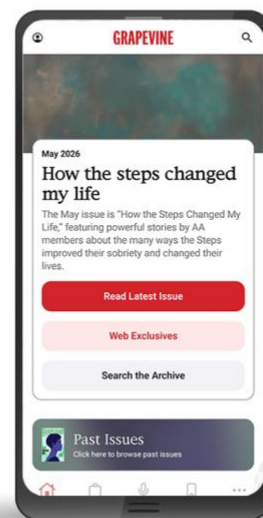 GRAPEVINE
May 2026
How the steps changed
my life
The May issue is "How the Steps Changed My
Life," featuring powerful stories by AA
members about the many ways the Steps
improved their sobriety and changed their
lives.
Read Latest Issue
Web Exclusives
Search the Archive
Past Issues
Click here to browse past issues